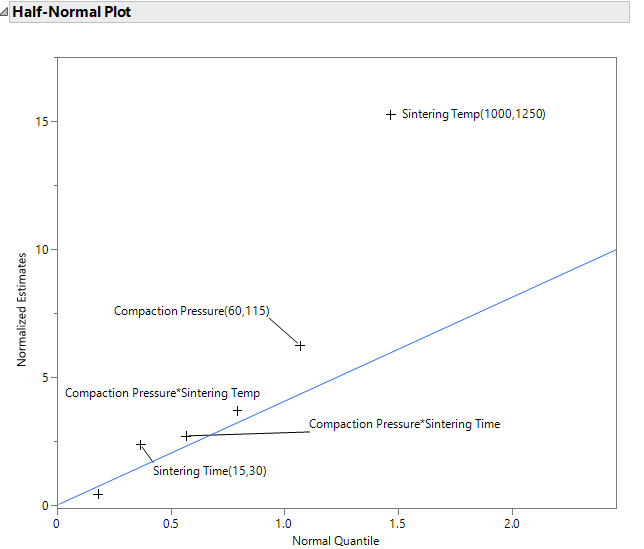 Half-Normal Plot
15
Sintering Temp(1000,1250)
10
Compaction Pressure(60,115)
Normalized Estimates
5
Compaction Pressure*Sintering Temp
Compaction Pressure*Sintering Time
Sintering Time(15,30)
0
0 0.5 1.0 1.5 2.0
Normal Quantile